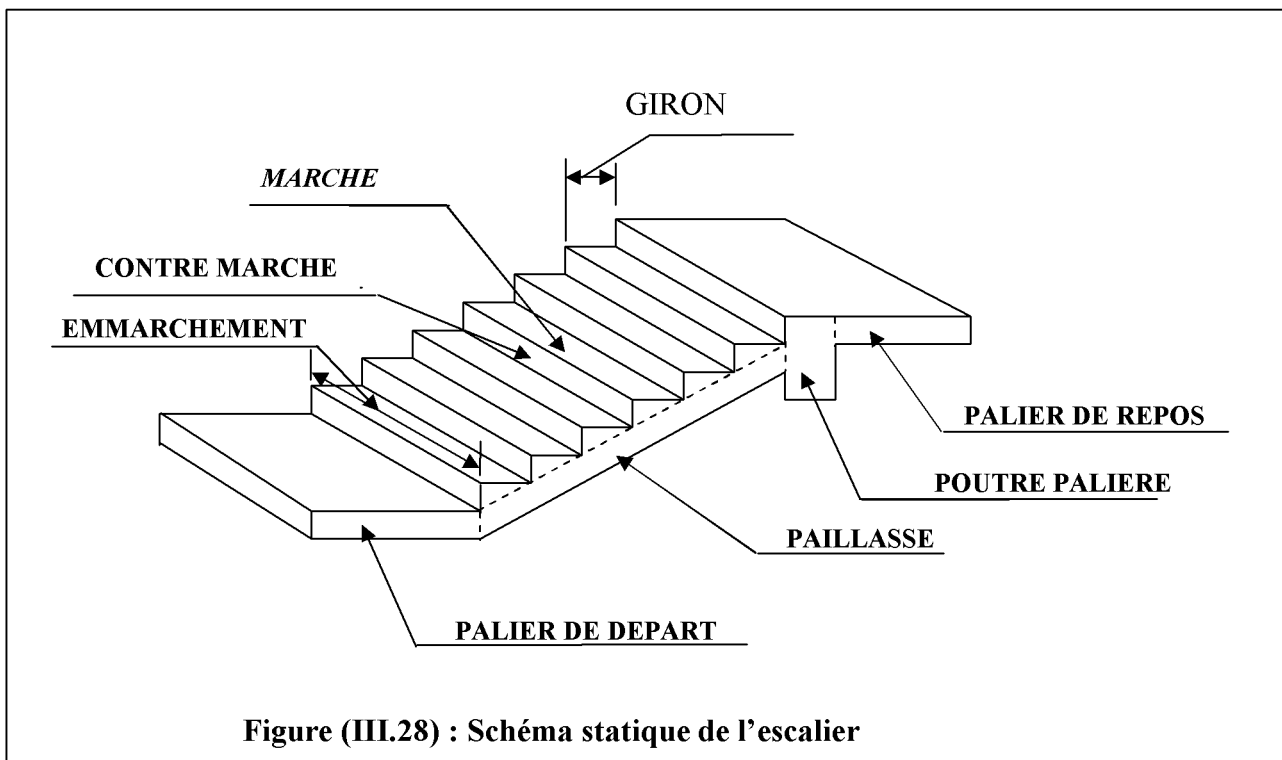 GIRON
MARCHE
CONTRE MARCHE
EMMARCHEMENT
PALIER DE REPOS
POUTRE PALIERE
PAILLASSE
PALIER DE DEPART
Figure (III.28) : Schéma statique de l’escalier